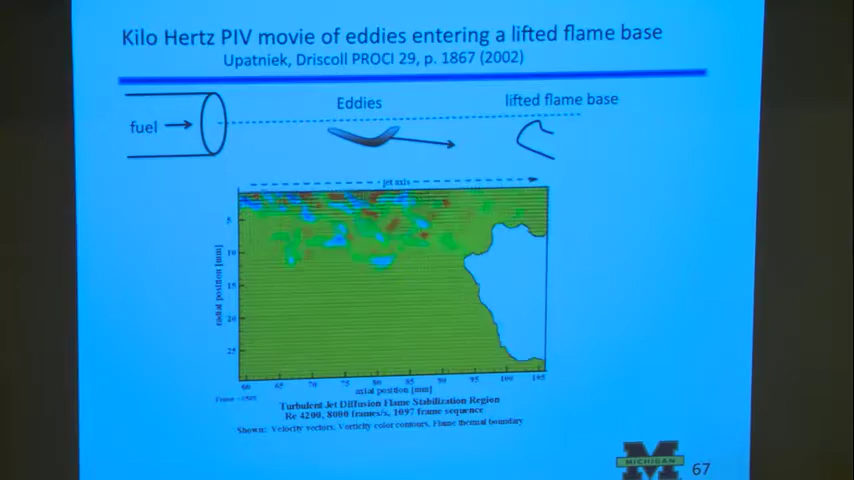 Kilo Hertz PIV movie of eddies entering a lifted flame base
Upatniek, Driscoll PROCI 29, p. 1867 (2002)
fuel
Eddies
lifted flame base
jet axis
radial position [mm]
5
10
15
20
25
60 65 70 75 80 85 90 95 100 105
axial position [mm]
Turbulent Jet Diffusion Flame Stabilization Region
Re 4200, 8000 frames/s, 1097 frame sequence
Shown: Velocity vectors, Vorticity color contours, Flame thermal boundary
M
MICHIGAN
67